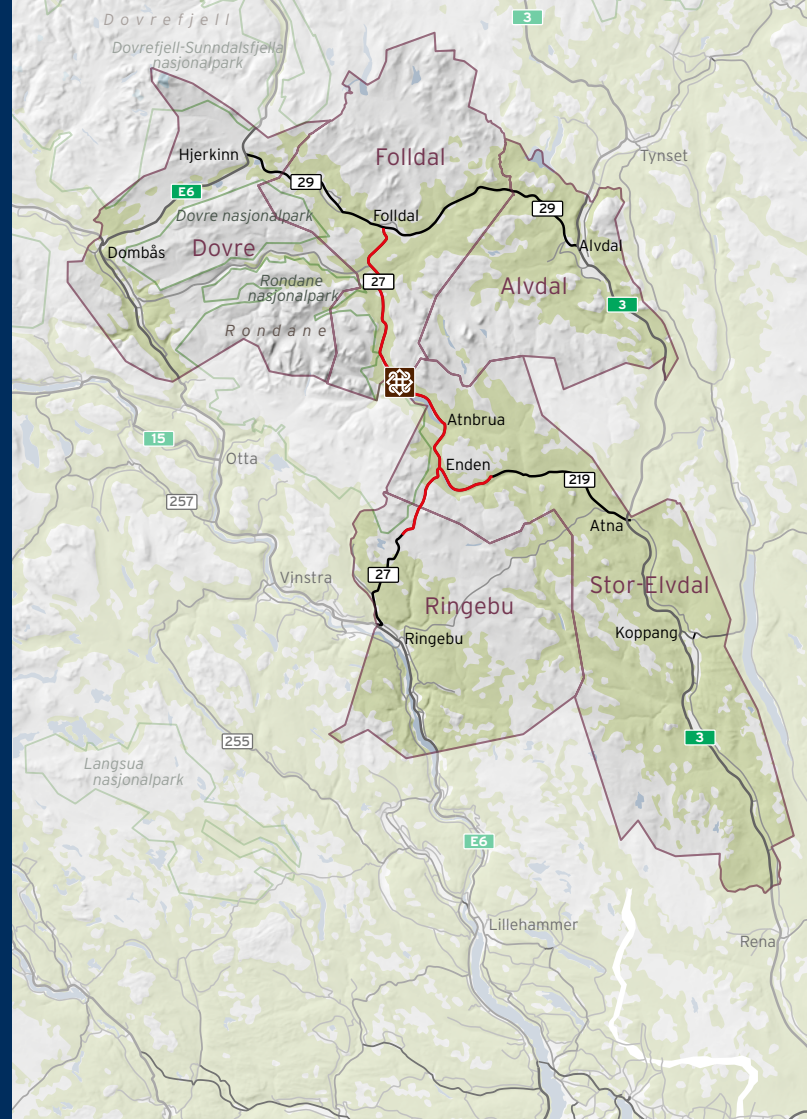 Dovrefjell
3
Dovrefjell-Sunndalsfjella
nasjonalpark
Hjerkinn
Folldal
Tynset
29
E6
Dovre nasjonalpark
Folldal
29
Dombås
Dovre
Alvdal
27
Rondane
nasjonalpark
Alvdal
3
Rondane
Atnbrua
15
Otta
Enden
219
257
Atna
27
Vinstra
Stor-Elvdal
Ringebu
Ringebu
Koppang
255
3
Langsua
nasjonalpark
E6
Lillehammer
Rena